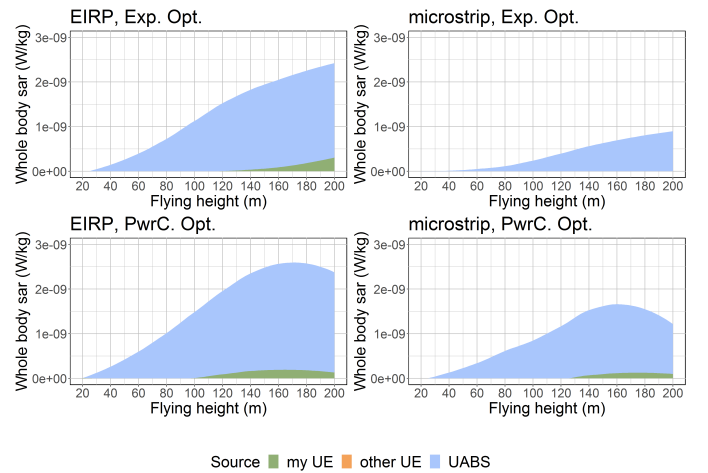 EIRP, Exp. Opt.
microstrip, Exp. Opt.
Whole body sar (W/kg)
3e-09
2e-09
1e-09
0e+00
20 40 60 80 100 120 140 160 180 200
Flying height (m)
Whole body sar (W/kg)
3e-09
2e-09
1e-09
0e+00
20 40 60 80 100 120 140 160 180 200
Flying height (m)
EIRP, PwrC. Opt.
microstrip, PwrC. Opt.
Whole body sar (W/kg)
3e-09
2e-09
1e-09
0e+00
20 40 60 80 100 120 140 160 180 200
Flying height (m)
Whole body sar (W/kg)
3e-09
2e-09
1e-09
0e+00
20 40 60 80 100 120 140 160 180 200
Flying height (m)
Source my UE other UE UABS